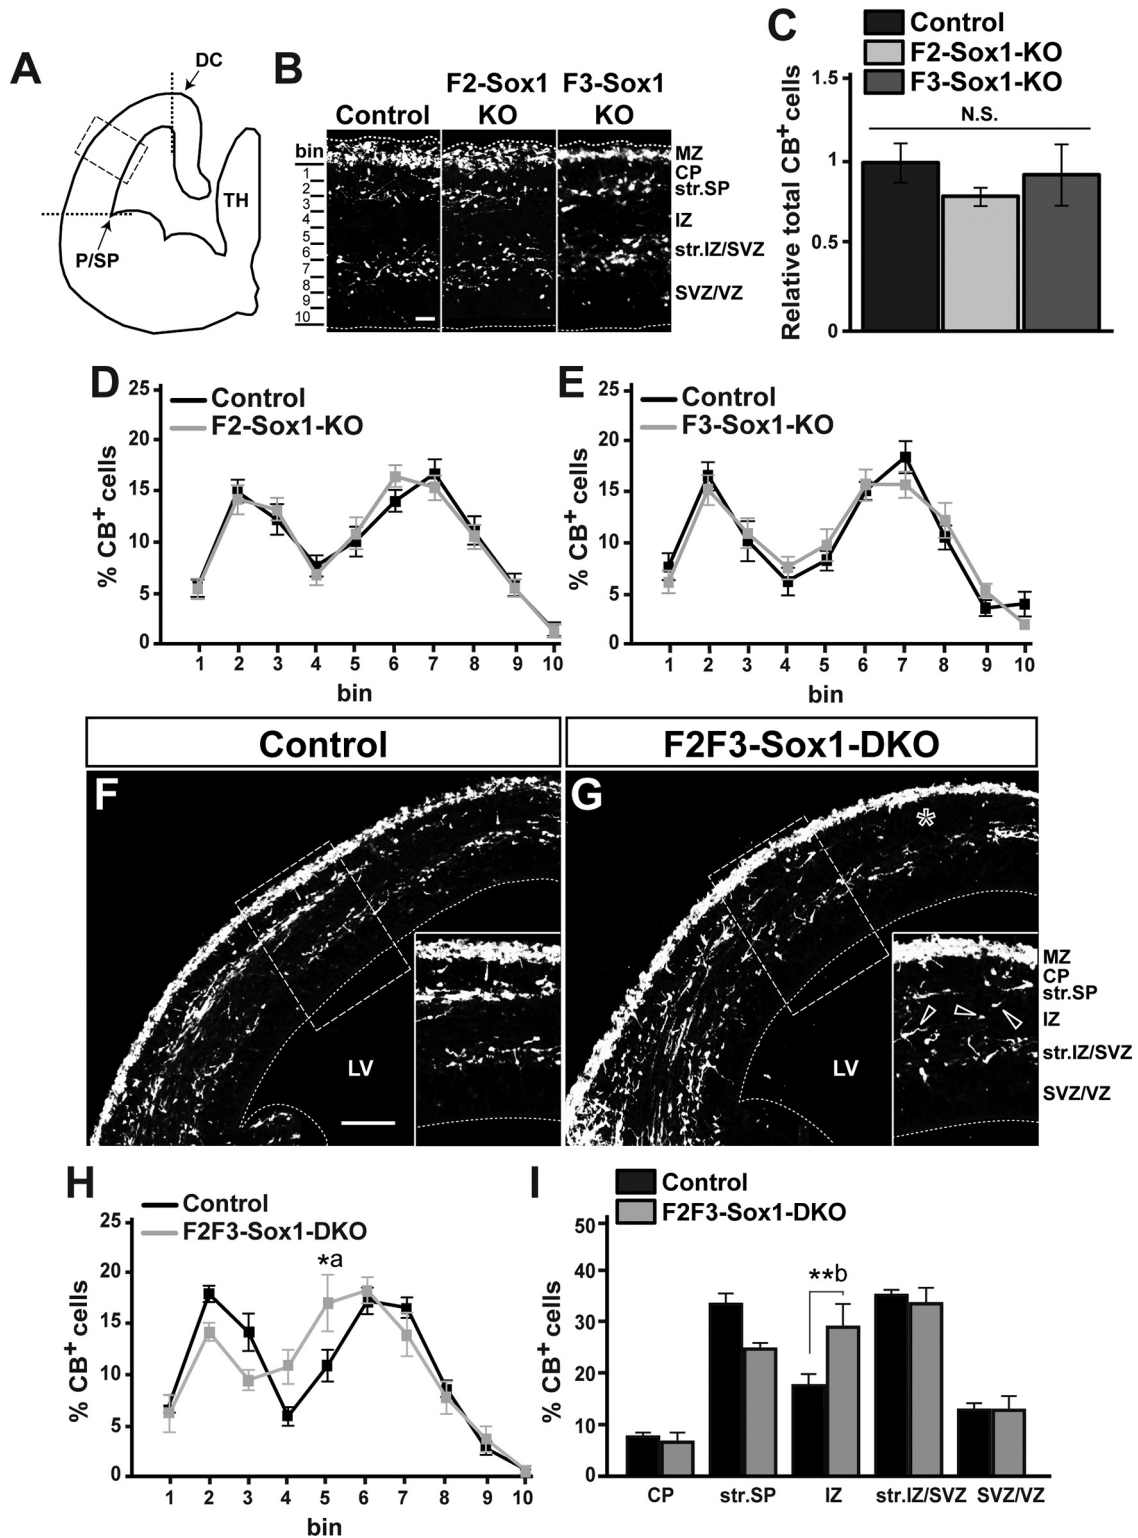 A
DC
TH
P/SP
B
Control
F2-Sox1
KO
F3-Sox1
KO
bin
1
2
3
4
5
6
7
8
9
10
MZ
CP
str.SP
IZ
str.IZ/SVZ
SVZ/VZ
C
Control
F2-Sox1-KO
F3-Sox1-KO
Relative total CB+ cells
1.5
1
0.5
0
N.S.
D
Control
F2-Sox1-KO
% CB+ cells
25
20
15
10
5
0
1 2 3 4 5 6 7 8 9 10
bin
E
Control
F3-Sox1-KO
% CB+ cells
25
20
15
10
5
0
1 2 3 4 5 6 7 8 9 10
bin
Control
F2F3-Sox1-DKO
F
LV
G
*
LV
MZ
CP
str.SP
IZ
str.IZ/SVZ
SVZ/VZ
H
Control
F2F3-Sox1-DKO
*a
% CB+ cells
25
20
15
10
5
0
1 2 3 4 5 6 7 8 9 10
bin
I
Control
F2F3-Sox1-DKO
**b
% CB+ cells
50
40
30
20
10
0
CP str.SP IZ str.IZ/SVZ SVZ/VZ